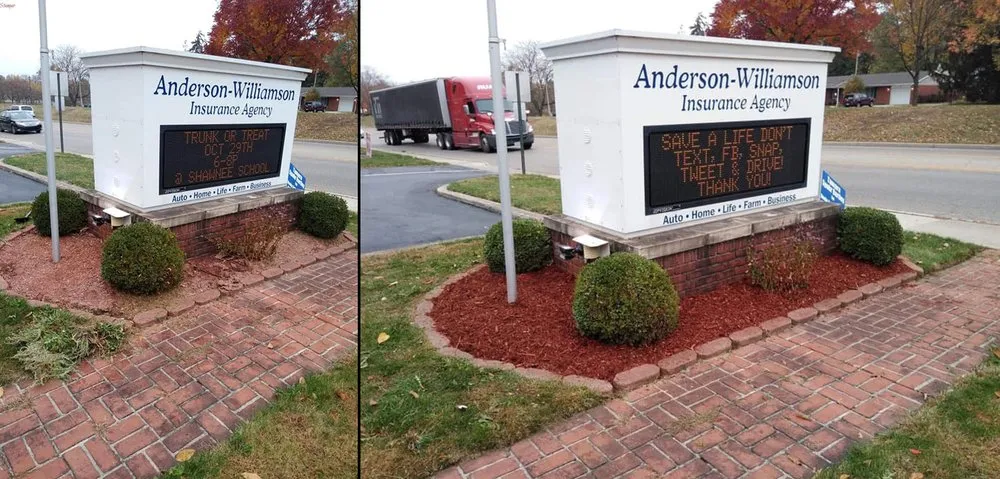 Anderson-Williamson
Insurance Agency
TRUNK OR TREAT
OCT 29TH
6-8P
@ SHAWNEE SCHOOL
Auto • Home • Life • Farm • Business
Anderson-Williamson
Insurance Agency
SAVE A LIFE DON'T
TEXT, FB, SNAP,
TWEET & DRIVE!
THANK YOU!
Auto • Home • Life • Farm • Business